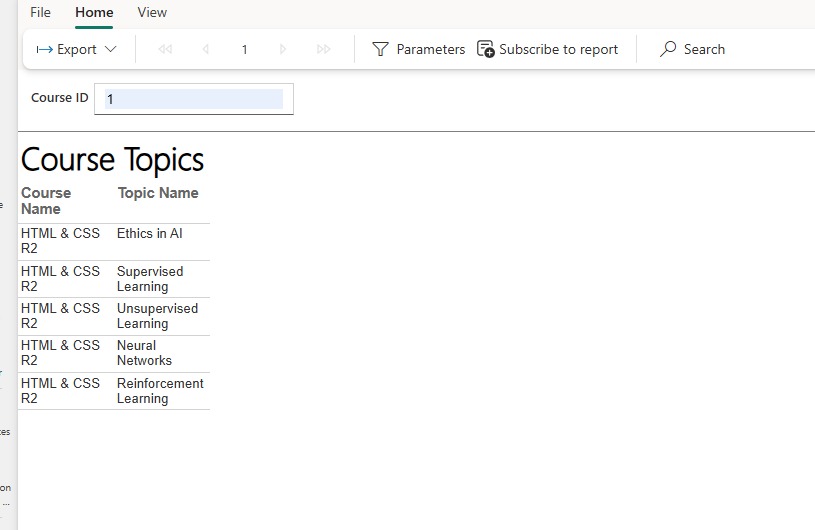 File Home View
Export 1 Parameters Subscribe to report Search
Course ID 1
Course Topics
Course Topic Name
Name
HTML & CSS Ethics in AI
R2
HTML & CSS Supervised
R2 Learning
HTML & CSS Unsupervised
R2 Learning
HTML & CSS Neural
R2 Networks
HTML & CSS Reinforcement
R2 Learning